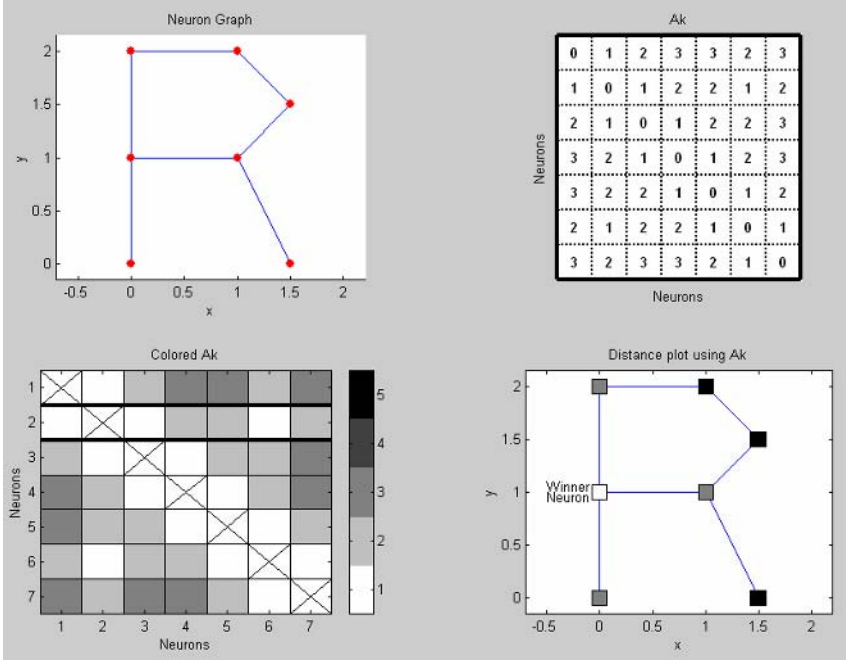 Neuron Graph
2
1.5
1
0.5
0
y
-0.5 0 0.5 1 1.5 2
x
Ak
0 1 2 3 3 2 3
1 0 1 2 2 1 2
2 1 0 1 2 2 3
3 2 1 0 1 2 3
3 2 2 1 0 1 2
2 1 2 2 1 0 1
3 2 3 3 2 1 0
Neurons
Neurons
Colored Ak
1
2
3
4
5
6
7
Neurons
1 2 3 4 5 6 7
Neurons
5
4
3
2
1
Distance plot using Ak
2
1.5
1
0.5
0
y
Winner
Neuron
-0.5 0 0.5 1 1.5 2
x